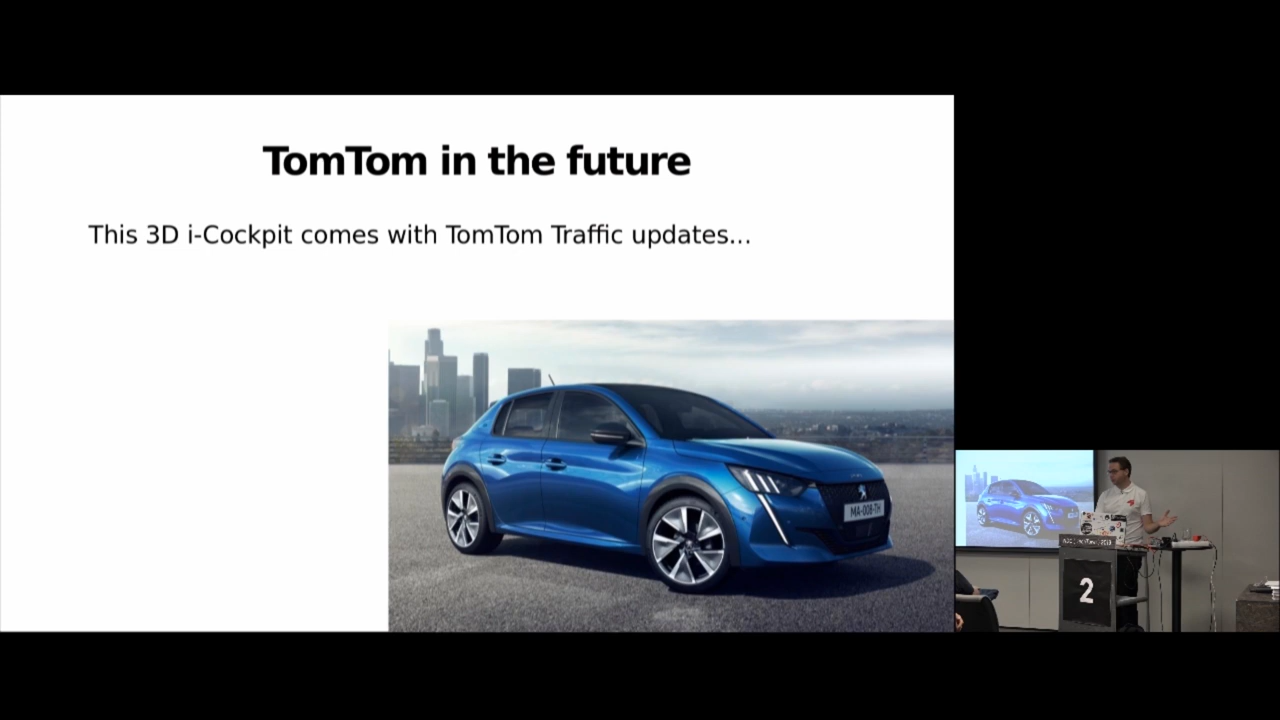 TomTom in the future
This 3D i-Cockpit comes with TomTom Traffic updates...
MA-008-TH
2